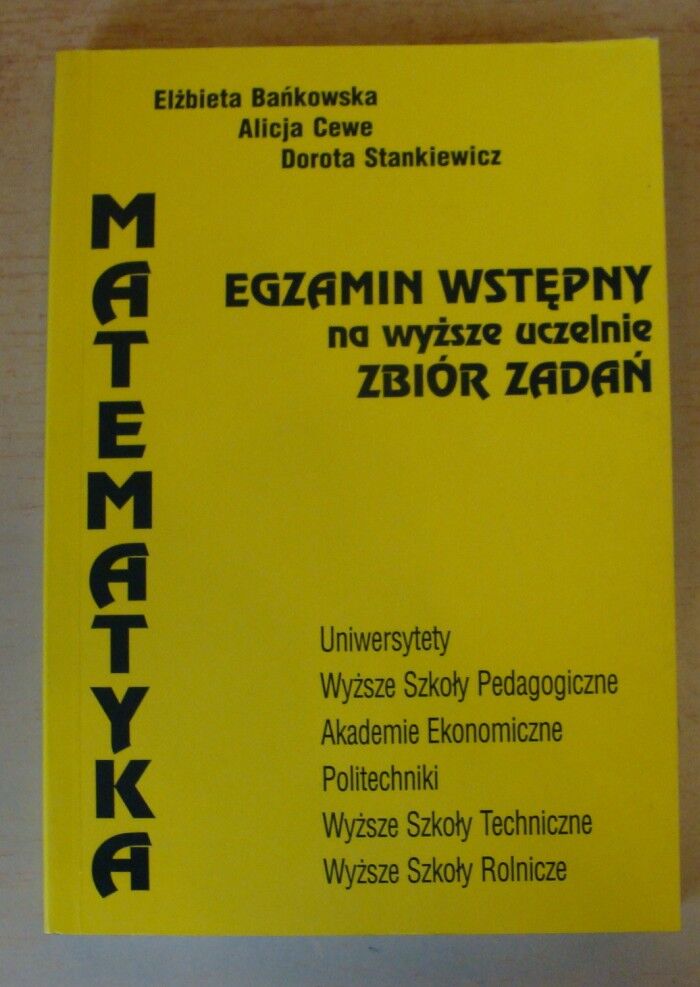 Elżbieta Bańkowska
Alicja Cewe
Dorota Stankiewicz
MATEMATYKA
EGZAMIN WSTĘPNY
na wyższe uczelnie
ZBIÓR ZADAŃ
Uniwersytety
Wyższe Szkoły Pedagogiczne
Akademie Ekonomiczne
Politechniki
Wyższe Szkoły Techniczne
Wyższe Szkoły Rolnicze